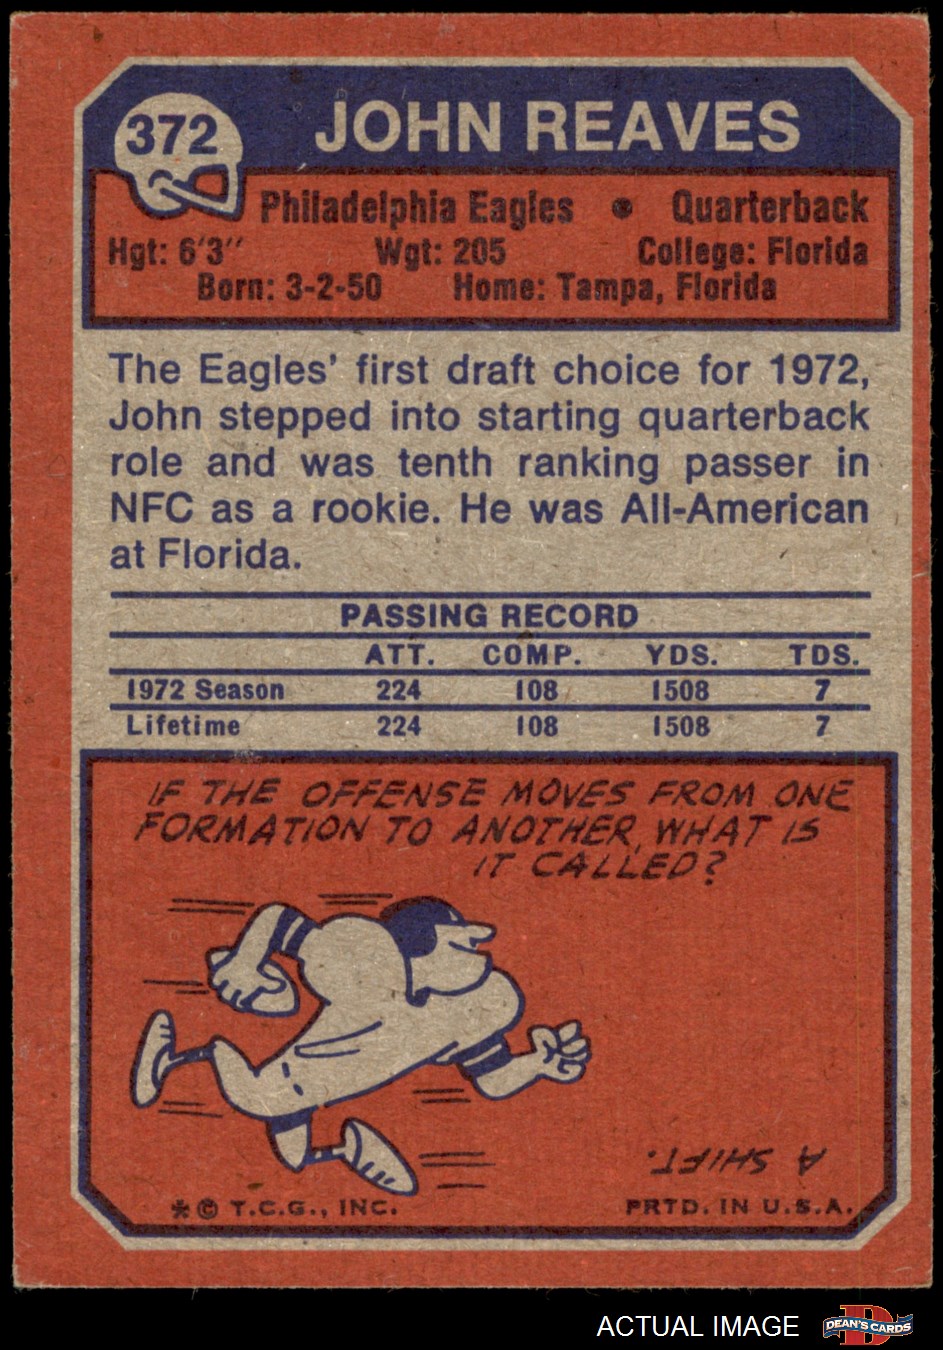 372
JOHN REAVES
Philadelphia Eagles • Quarterback
Hgt: 6'3" Wgt: 205 College: Florida
Born: 3-2-50 Home: Tampa, Florida
The Eagles' first draft choice for 1972,
John stepped into starting quarterback
role and was tenth ranking passer in
NFC as a rookie. He was All-American
at Florida.
PASSING RECORD
ATT. COMP. YDS. TDS.
1972 Season 224 108 1508 7
Lifetime 224 108 1508 7
IF THE OFFENSE MOVES FROM ONE
FORMATION TO ANOTHER, WHAT IS
IT CALLED?
A SHIFT.
* © T.C.G., INC. PRTD. IN U.S.A.
ACTUAL IMAGE
D
DEAN'S CARDS